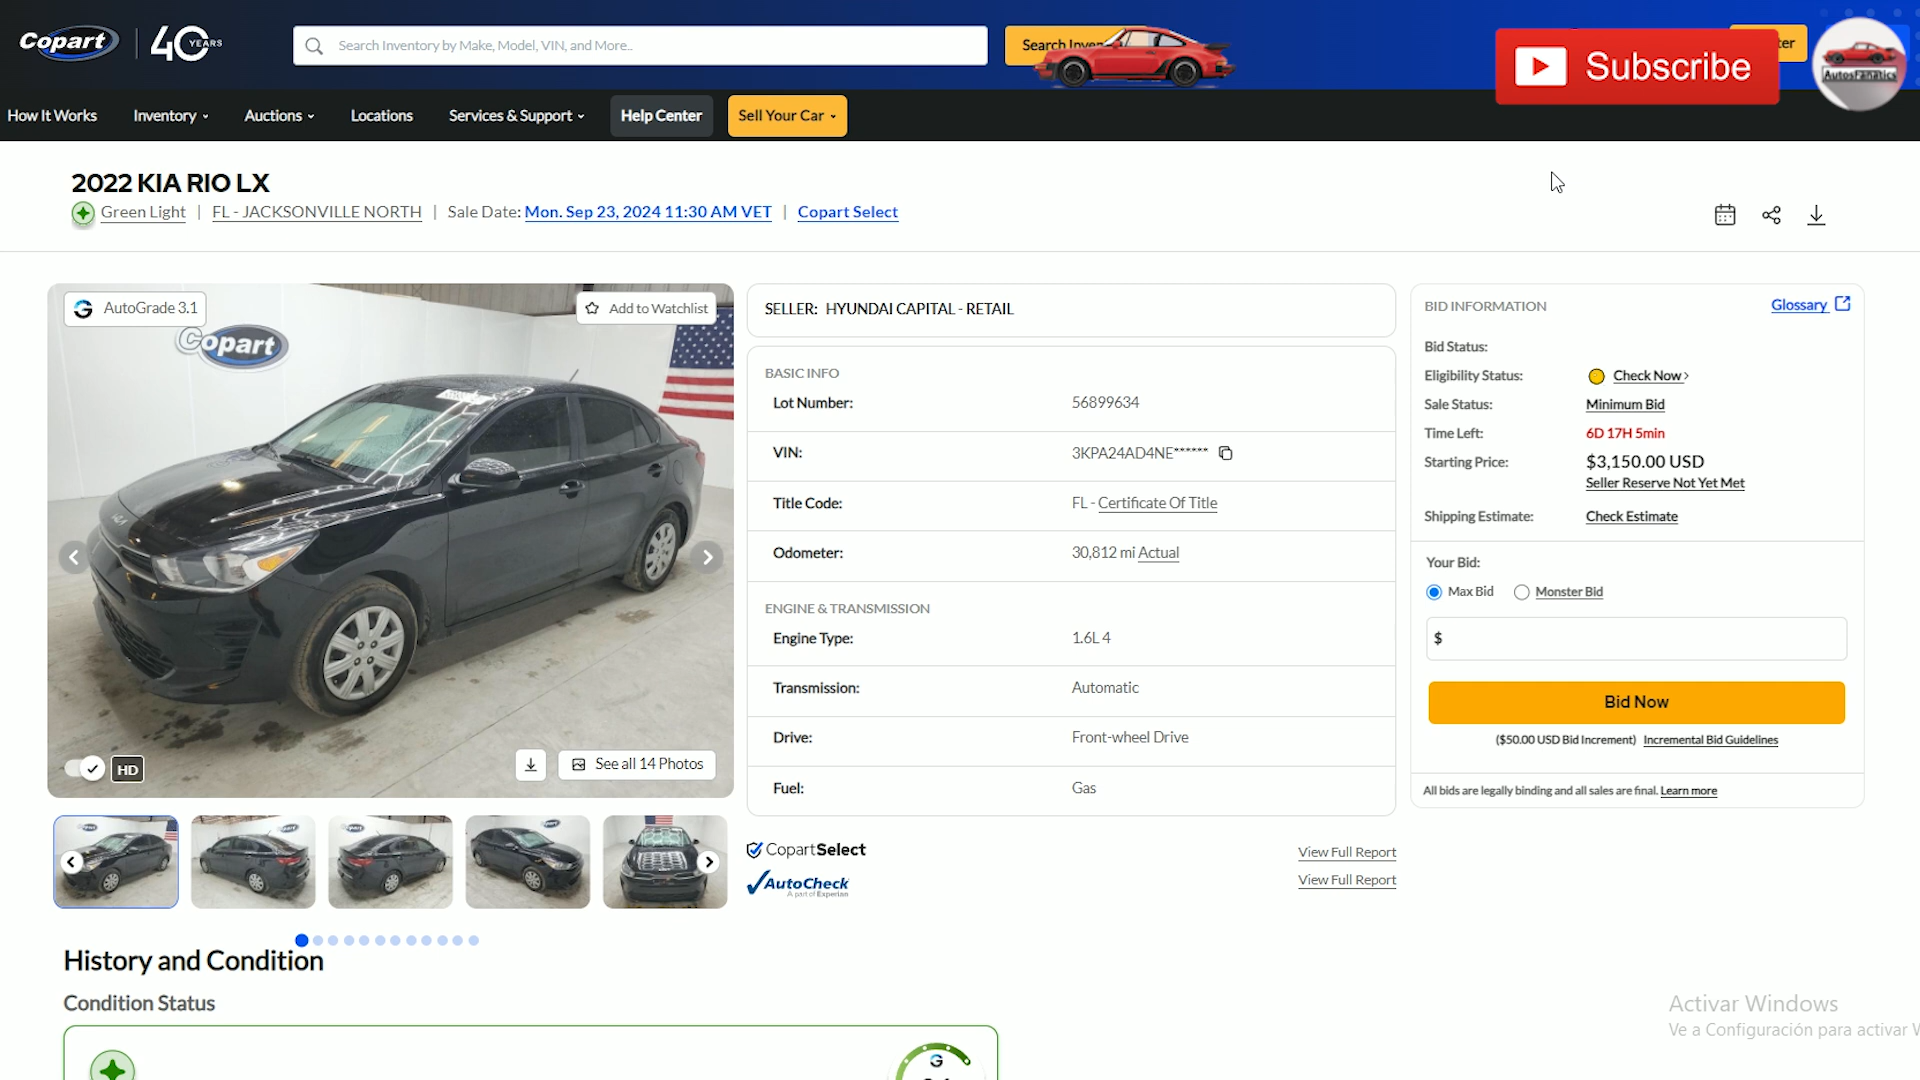 Copart 40 YEARS
Search Inventory by Make, Model, VIN, and More..
Search
Subscribe
AutosFanatics
How It Works Inventory Auctions Locations Services & Support Help Center Sell Your Car
2022 KIA RIO LX
Green Light | FL - JACKSONVILLE NORTH | Sale Date: Mon. Sep 23, 2024 11:30 AM VET | Copart Select
AutoGrade 3.1
Add to Watchlist
Copart
HD
See all 14 Photos
SELLER: HYUNDAI CAPITAL - RETAIL
BASIC INFO
Lot Number: 56899634
VIN: 3KPA24AD4NE******
Title Code: FL - Certificate Of Title
Odometer: 30,812 mi Actual
ENGINE & TRANSMISSION
Engine Type: 1.6L 4
Transmission: Automatic
Drive: Front-wheel Drive
Fuel: Gas
CopartSelect View Full Report
AutoCheck View Full Report
A part of Experian
BID INFORMATION Glossary
Bid Status:
Eligibility Status: Check Now
Sale Status: Minimum Bid
Time Left: 6D 17H 5min
Starting Price: $3,150.00 USD
Seller Reserve Not Yet Met
Shipping Estimate: Check Estimate
Your Bid:
Max Bid Monster Bid
$
Bid Now
($50.00 USD Bid Increment) Incremental Bid Guidelines
All bids are legally binding and all sales are final. Learn more
History and Condition
Condition Status
Activar Windows
Ve a Configuración para activar